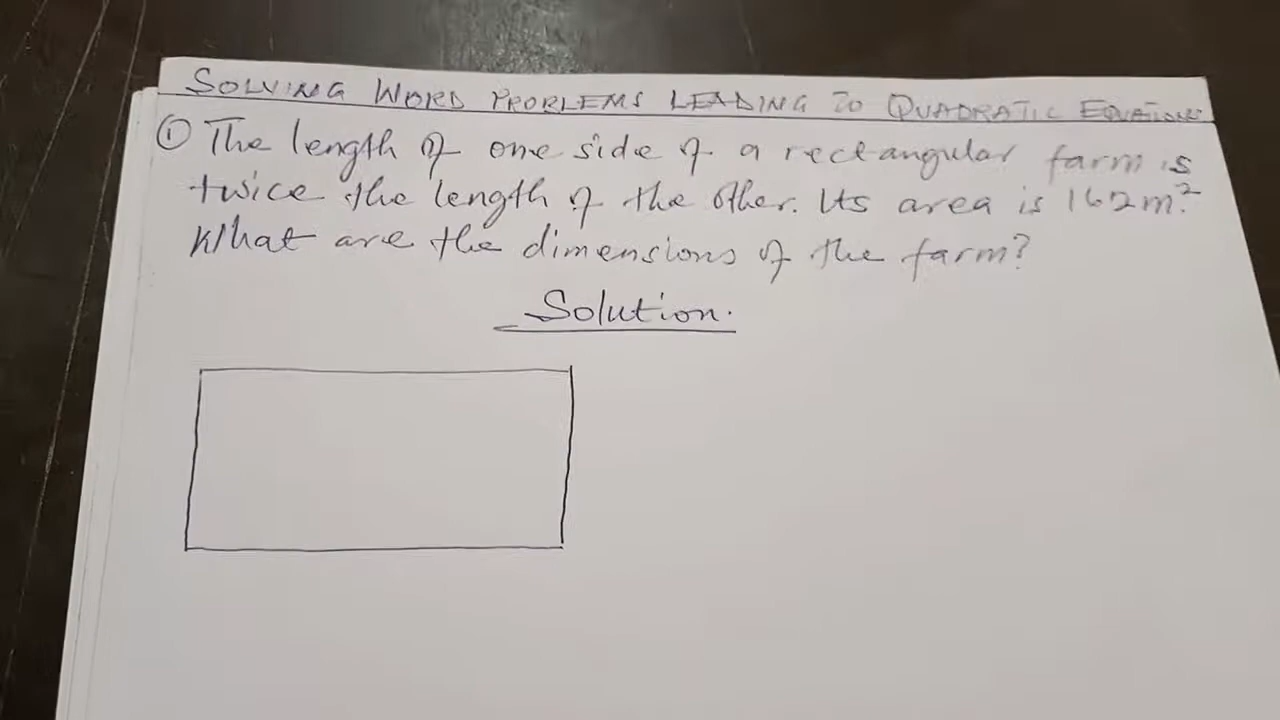 SOLVING WORD PROBLEMS LEADING TO QUADRATIC EQUATIONS
① The length of one side of a rectangular farm is
twice the length of the other. Its area is 162m².
What are the dimensions of the farm?
Solution.